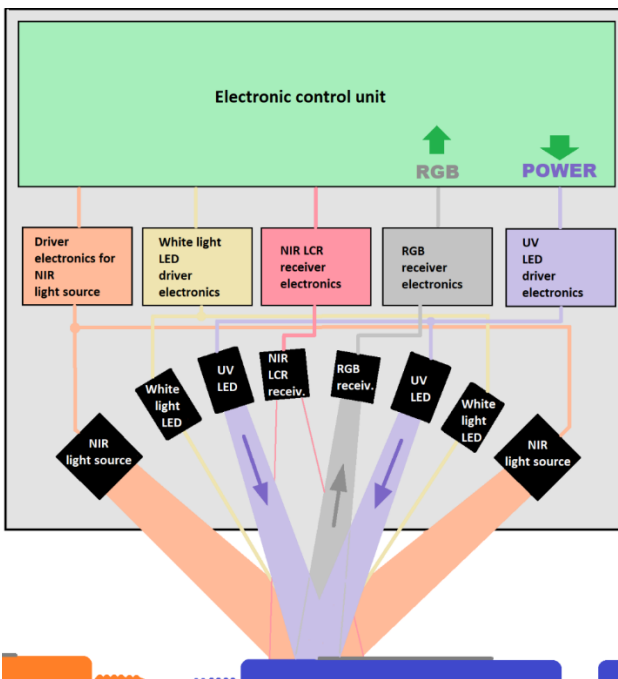 Electronic control unit
RGB
POWER
Driver
electronics for
NIR
light source
White light
LED
driver
electronics
NIR LCR
receiver
electronics
RGB
receiver
electronics
UV
LED
driver
electronics
NIR
light source
White
light
LED
UV
LED
NIR
LCR
receiv.
RGB
receiv.
UV
LED
White
light
LED
NIR
light source